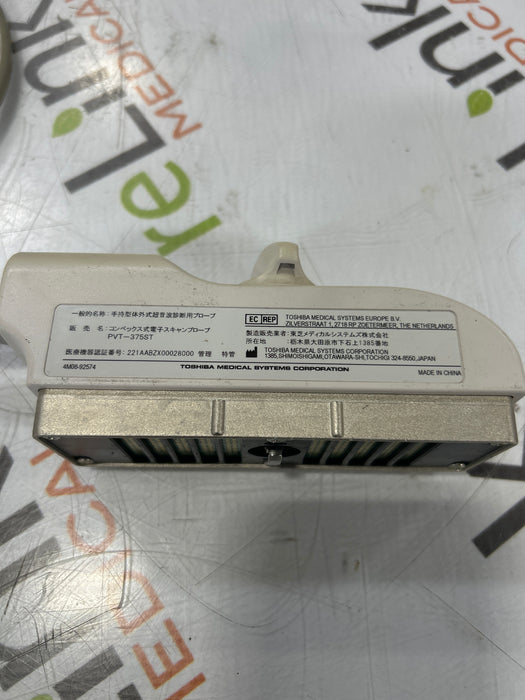 link
MEDICAL
reLink
MEDICAL
一般的名称：手持型体外式超音波診断用プローブ
販 売 名：コンベックス式電子スキャンプローブ
PVT-375ST
医療機器認証番号：221AABZX00028000 管理 特管
4M08-92574
EC REP
TOSHIBA MEDICAL SYSTEMS EUROPE B.V.
ZILVERSTRAAT 1, 2718 RP ZOETERMEER, THE NETHERLANDS
製造販売業者：東芝メディカルシステムズ株式会社
所在地：栃木県大田原市下石上1385番地
TOSHIBA MEDICAL SYSTEMS CORPORATION
1385, SHIMOISHIGAMI, OTAWARA-SHI, TOCHIGI 324-8550, JAPAN
TOSHIBA MEDICAL SYSTEMS CORPORATION
MADE IN CHINA